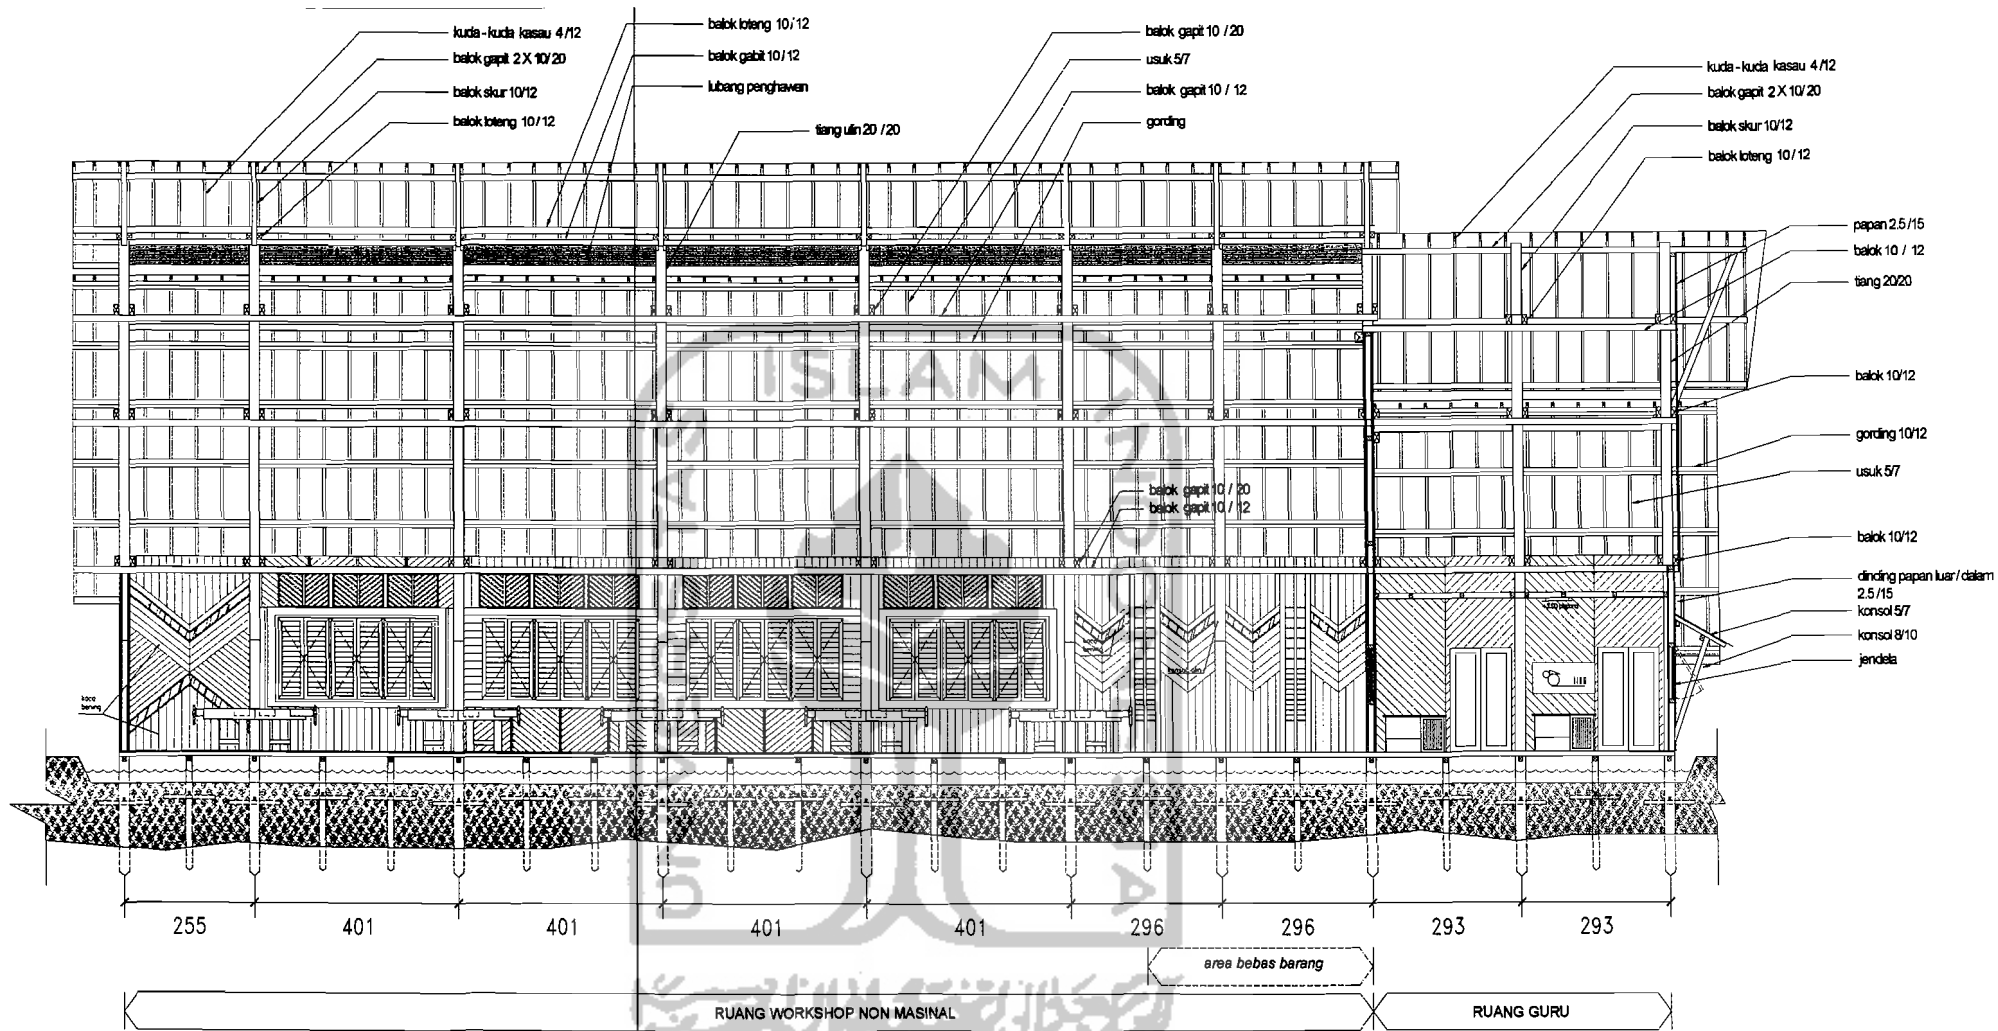 kuda-kuda kasau 4/12
balok gapit 2 X 10/20
balok skur 10/12
balok loteng 10/12
balok loteng 10/12
balok gabit 10/12
lubang penghawan
tiang ulin 20/20
balok gapit 10 / 20
usuk 5/7
balok gapit 10 / 12
gording
kuda-kuda kasau 4/12
balok gapit 2 X 10/20
balok skur 10/12
balok loteng 10/12
papan 2.5/15
balok 10 / 12
tiang 20/20
balok 10/12
gording 10/12
usuk 5/7
balok 10/12
dinding papan luar/dalam
2.5/15
konsol 5/7
konsol 8/10
jendela
balok gapit 10 / 20
balok gapit 10 / 12
kaca
bening
kaca
bening
UNIVERSITAS
ISLAM
INDONESIA
255
401
401
401
401
296
296
293
293
area bebas barang
RUANG WORKSHOP NON MASINAL
RUANG GURU